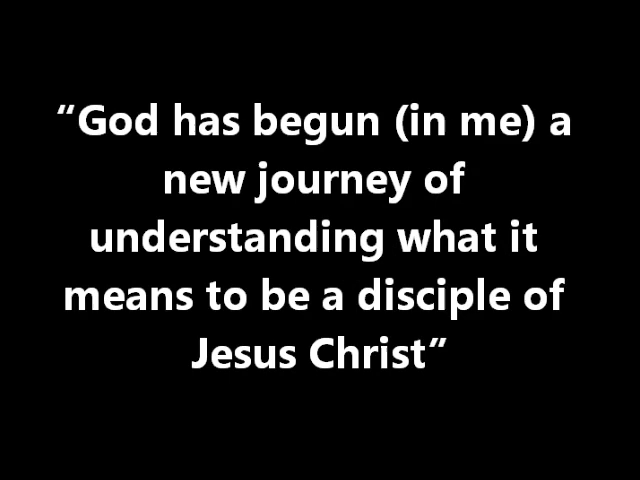 “God has begun (in me) a
new journey of
understanding what it
means to be a disciple of
Jesus Christ”